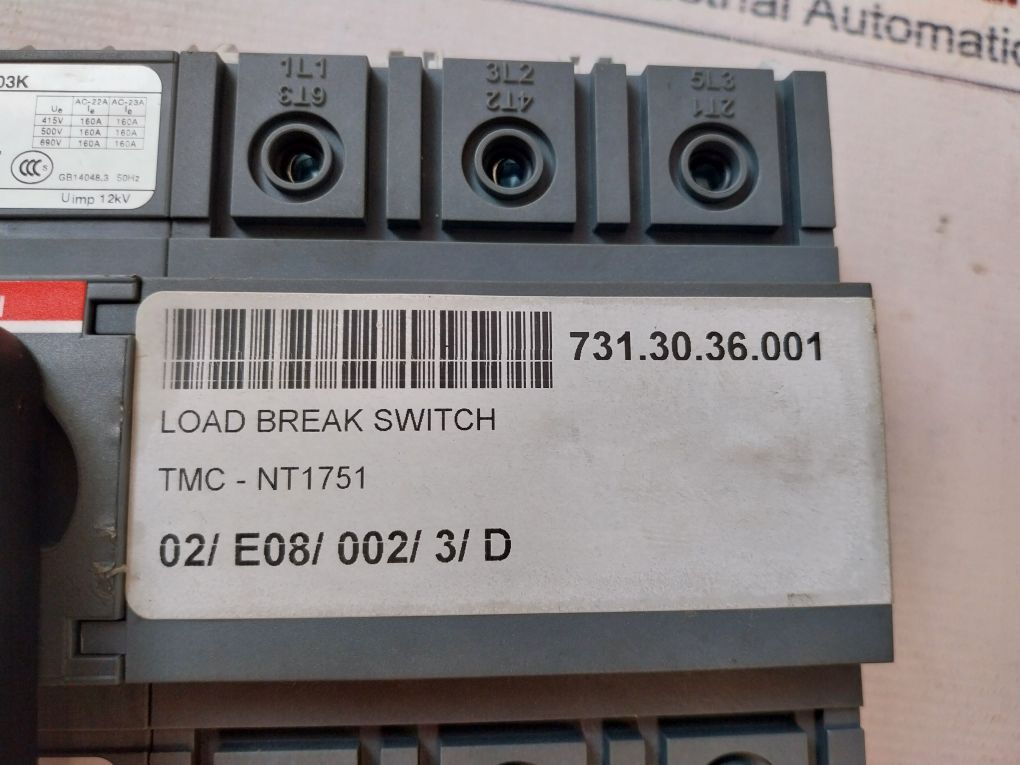 Industrial Automatic
03K
Ue AC-22A Ie AC-23A Ie
415V 160A 160A
500V 160A 160A
690V 160A 160A
CCC S
GB14048.3 50Hz
Uimp 12kV
1L1 3L2 5L3
6T3 4T2 2T1
731.30.36.001
LOAD BREAK SWITCH
TMC - NT1751
02/ E08/ 002/ 3/ D